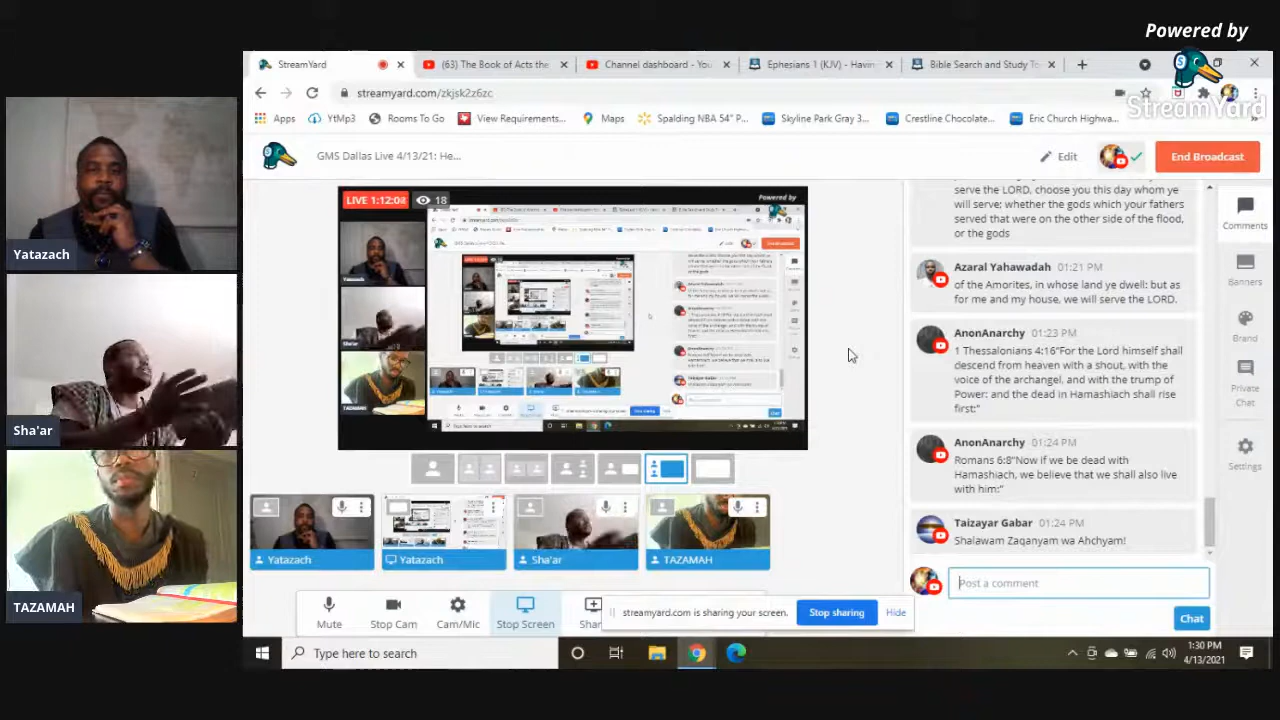 Powered by
StreamYard
StreamYard
(63) The Book of Acts the
Channel dashboard - You
Ephesians 1 (KJV) - Havin
Bible Search and Study To
streamyard.com/zkjsk2z6zc
Apps
YtMp3
Rooms To Go
View Requirements...
Maps
Spalding NBA 54" P...
Skyline Park Gray 3...
Crestline Chocolate...
Eric Church Highwa...
GMS Dallas Live 4/13/21: He...
Edit
End Broadcast
Yatazach
Sha'ar
TAZAMAH
LIVE 1:12:0
18
Powered by
serve the LORD, choose you this day whom ye
will serve; whether the gods which your fathers
served that were on the other side of the flood,
or the gods
Azaral Yahawadah 01:21 PM
of the Amorites, in whose land ye dwell: but as
for me and my house, we will serve the LORD.
AnonAnarchy 01:23 PM
1 Thessalonians 4:16“For the Lord himself shall
descend from heaven with a shout, with the
voice of the archangel, and with the trump of
Power: and the dead in Hamashiach shall rise
first:”
AnonAnarchy 01:24 PM
Romans 6:8“Now if we be dead with
Hamashiach, we believe that we shall also live
with him:”
Taizayar Gabar 01:24 PM
Shalawam Zaqanyam wa Ahchyam!
Post a comment
Chat
Comments
Banners
Brand
Private
Chat
Settings
Yatazach
Yatazach
Sha'ar
TAZAMAH
Mute
Stop Cam
Cam/Mic
Stop Screen
Shar
streamyard.com is sharing your screen.
Stop sharing
Hide
Type here to search
1:30 PM
4/13/2021